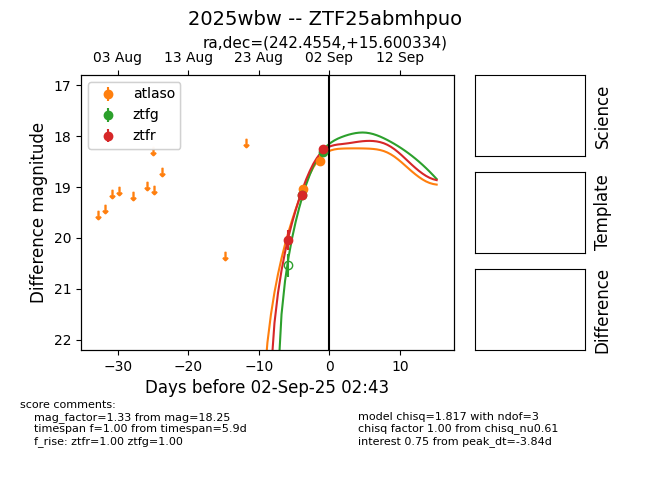 2025wbw -- ZTF25abmhpuo
ra,dec=(242.4554,+15.600334)
03 Aug 13 Aug 23 Aug 02 Sep 12 Sep
17
18
19
20
21
22
Difference magnitude
atlaso
ztfg
ztfr
−30 −20 −10 0 10
Days before 02-Sep-25 02:43
Science
Template
Difference
score comments:
mag_factor=1.33 from mag=18.25
timespan f=1.00 from timespan=5.9d
f_rise: ztfr=1.00 ztfg=1.00
model chisq=1.817 with ndof=3
chisq factor 1.00 from chisq_nu0.61
interest 0.75 from peak_dt=-3.84d